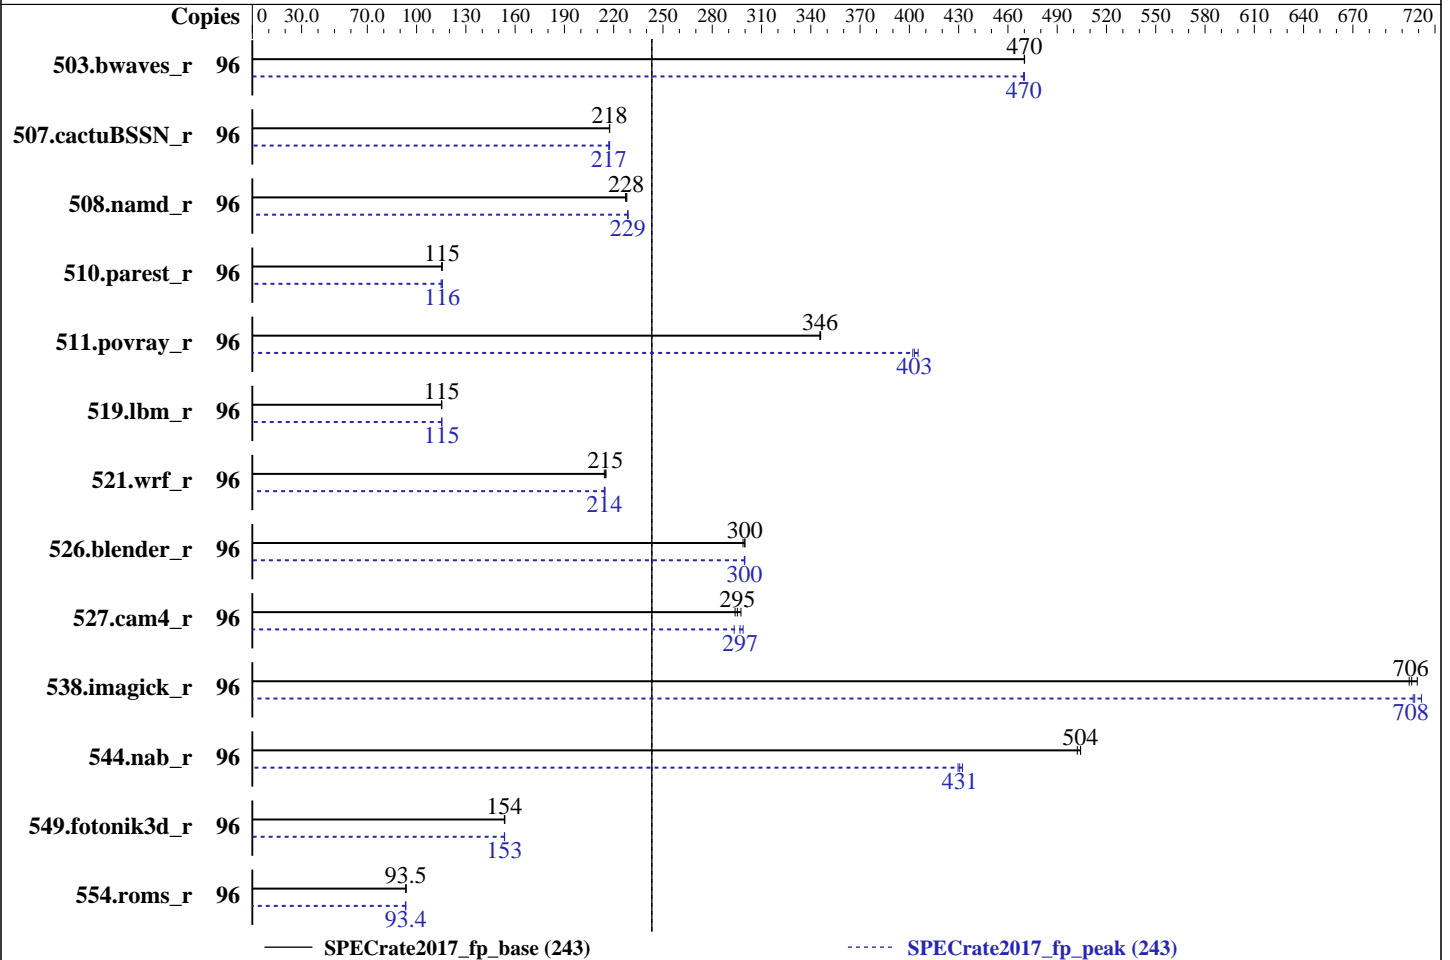 Copies 0 30.0 70.0 100 130 160 190 220 250 280 310 340 370 400 430 460 490 520 550 580 610 640 670 720
470
503.bwaves_r 96
470
218
507.cactuBSSN_r 96
217
228
508.namd_r 96
229
115
510.parest_r 96
116
346
511.povray_r 96
403
115
519.lbm_r 96
115
215
521.wrf_r 96
214
300
526.blender_r 96
300
295
527.cam4_r 96
297
706
538.imagick_r 96
708
504
544.nab_r 96
431
154
549.fotonik3d_r 96
153
93.5
554.roms_r 96
93.4
SPECrate2017_fp_base (243) SPECrate2017_fp_peak (243)